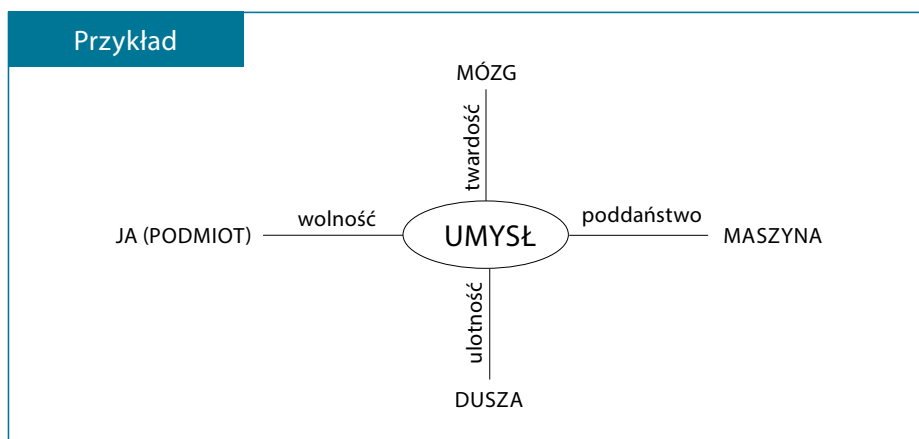 Przykład
MÓZG
twardość
JA (PODMIOT)
wolność
UMYSŁ
poddaństwo
MASZYNA
ulotność
DUSZA